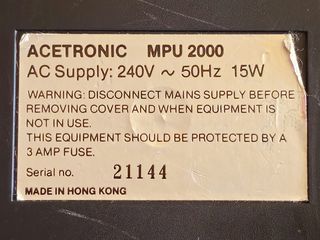 ACETRONIC MPU 2000
AC Supply: 240V ~ 50Hz 15W
WARNING: DISCONNECT MAINS SUPPLY BEFORE
REMOVING COVER AND WHEN EQUIPMENT IS
NOT IN USE.
THIS EQUIPMENT SHOULD BE PROTECTED BY A
3 AMP FUSE.
Serial no. 21144
MADE IN HONG KONG